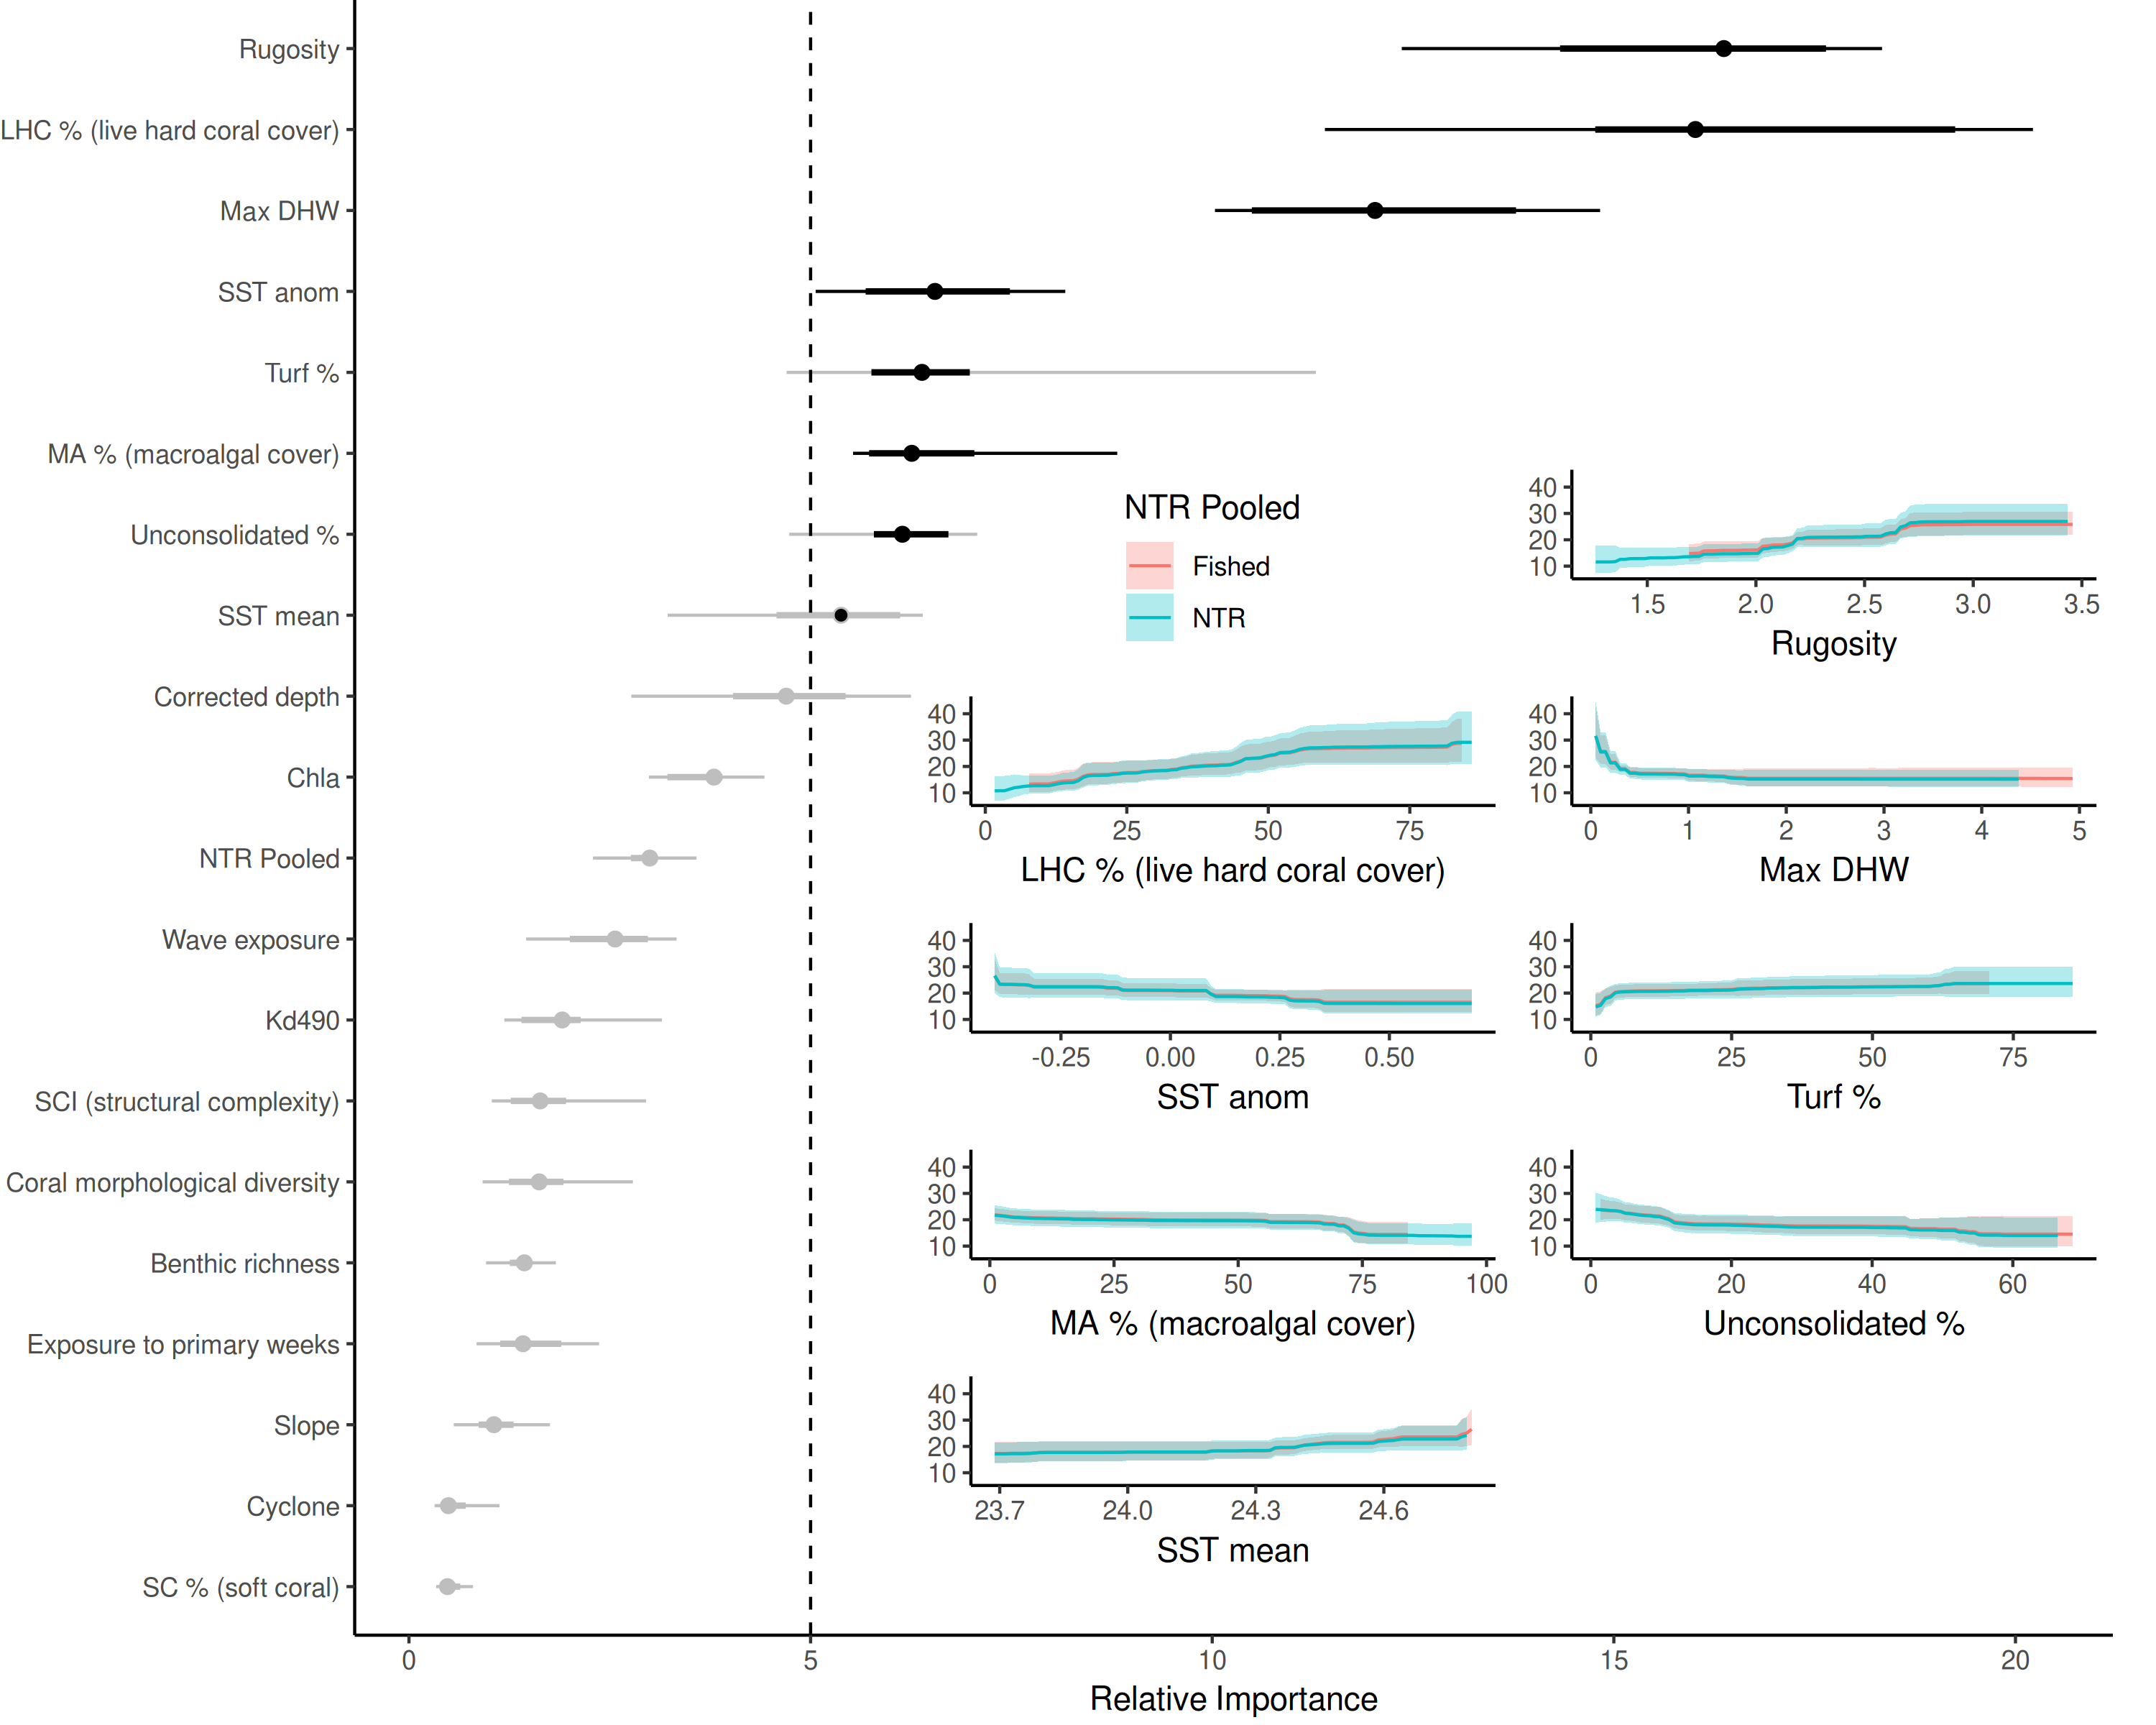 Rugosity
LHC % (live hard coral cover)
Max DHW
SST anom
Turf %
MA % (macroalgal cover)
Unconsolidated %
SST mean
Corrected depth
Chla
NTR Pooled
Wave exposure
Kd490
SCI (structural complexity)
Coral morphological diversity
Benthic richness
Exposure to primary weeks
Slope
Cyclone
SC % (soft coral)
0 5 10 15 20
Relative Importance
NTR Pooled
Fished
NTR
40
30
20
10
1.5 2.0 2.5 3.0 3.5
Rugosity
40
30
20
10
0 25 50 75
LHC % (live hard coral cover)
40
30
20
10
0 1 2 3 4 5
Max DHW
40
30
20
10
-0.25 0.00 0.25 0.50
SST anom
40
30
20
10
0 25 50 75
Turf %
40
30
20
10
0 25 50 75 100
MA % (macroalgal cover)
40
30
20
10
0 20 40 60
Unconsolidated %
40
30
20
10
23.7 24.0 24.3 24.6
SST mean